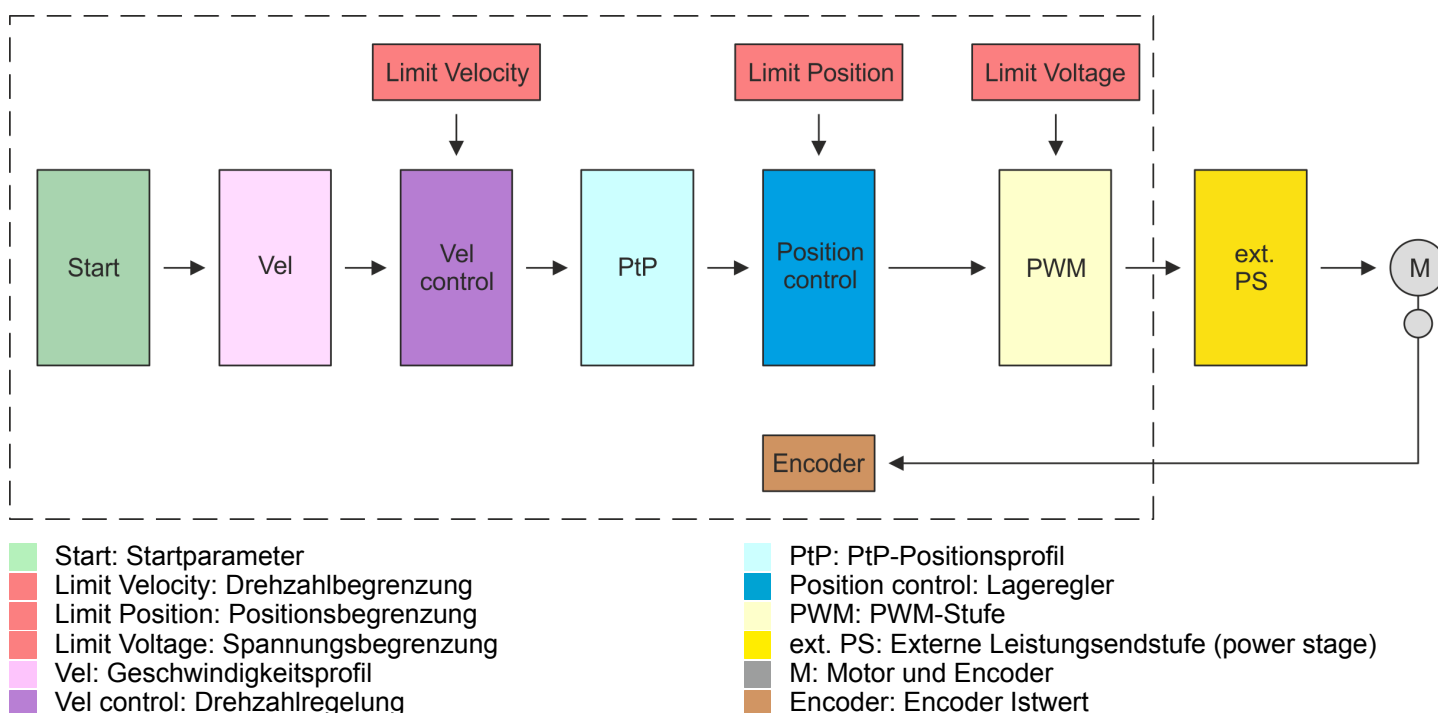 Limit Velocity
Limit Position
Limit Voltage
Start
Vel
Vel
control
PtP
Position
control
PWM
ext.
PS
M
Encoder
Start: Startparameter
Limit Velocity: Drehzahlbegrenzung
Limit Position: Positionsbegrenzung
Limit Voltage: Spannungsbegrenzung
Vel: Geschwindigkeitsprofil
Vel control: Drehzahlregelung
PtP: PtP-Positionsprofil
Position control: Lageregler
PWM: PWM-Stufe
ext. PS: Externe Leistungsendstufe (power stage)
M: Motor und Encoder
Encoder: Encoder Istwert